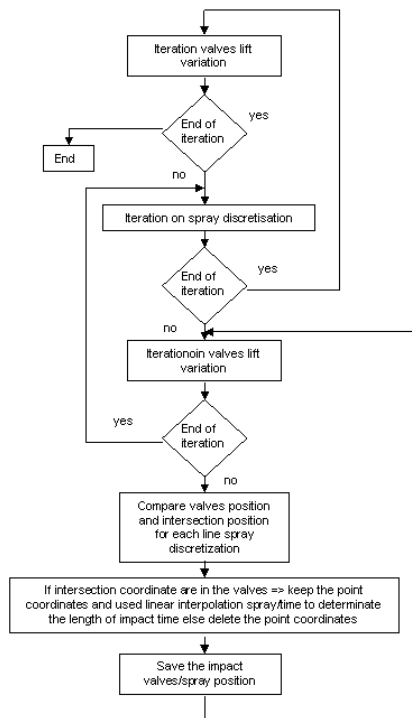 Iteration valves lift
variation
End of
iteration
yes
End
no
Iteration on spray discretisation
End of
iteration
yes
no
Iterationoin valves lift
variation
End of
iteration
yes
no
Compare valves position
and intersection position
for each line spray
discretization
If intersection coordinate are in the valves => keep the point
coordinates and used linear interpolation spray/time to determinate
the length of impact time else delete the point coordinates
Save the impact
valves/spray position